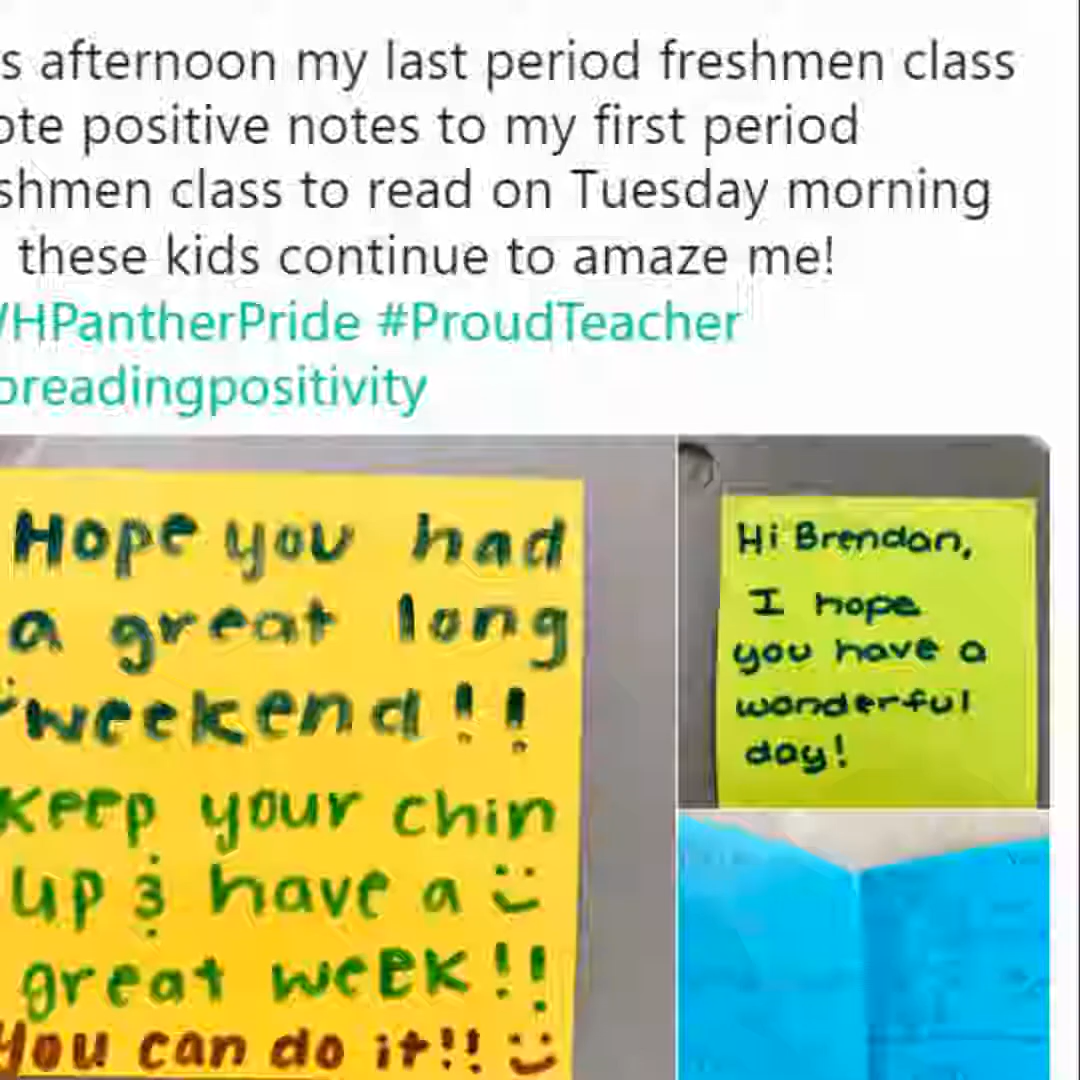 s afternoon my last period freshmen class
ote positive notes to my first period
shmen class to read on Tuesday morning
these kids continue to amaze me!
VHPantherPride #ProudTeacher
preadingpositivity
Hope you had
a great long
weekend!!
Keep your chin
up & have a :)
great week!!
You can do it!! :)
Hi Brendan,
I hope
you have a
wonderful
day!